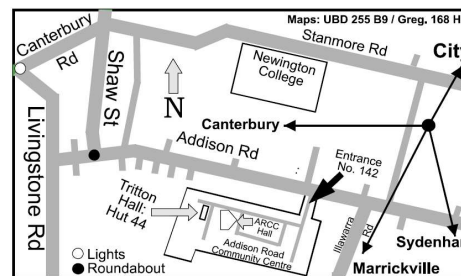 Maps: UBD 255 B9 / Greg. 168 H
Canterbury
Rd
Shaw St
Stanmore Rd
City
Newington
College
N
Canterbury
Addison Rd
Livingstone Rd
Entrance
No. 142
Tritton
Hall:
Hut 44
ARCC
Hall
Addison Road
Community Centre
Illawarra
Rd
Lights
Roundabout
Sydenha
Marrickville